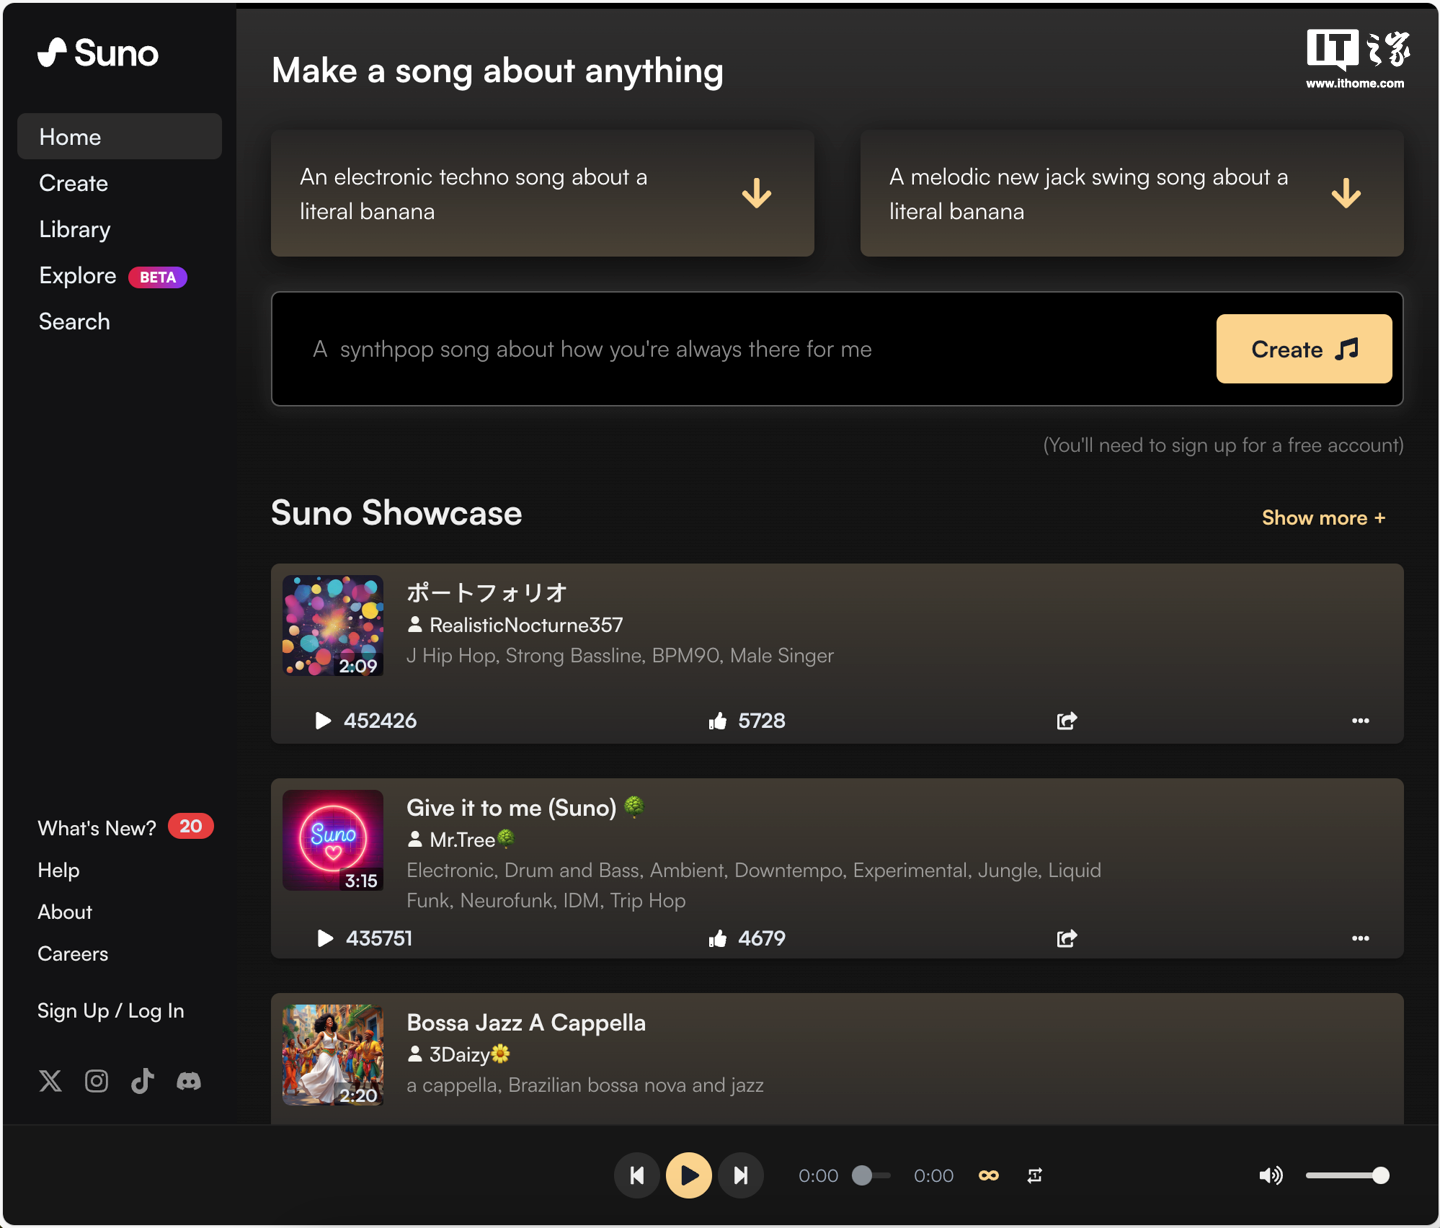 Suno
Home
Create
Library
Explore BETA
Search
What's New? 20
Help
About
Careers
Sign Up / Log In
IT之家
www.ithome.com
Make a song about anything
An electronic techno song about a
literal banana
A melodic new jack swing song about a
literal banana
A synthpop song about how you're always there for me
Create
(You'll need to sign up for a free account)
Suno Showcase
Show more +
2:09
ポートフォリオ
RealisticNocturne357
J Hip Hop, Strong Bassline, BPM90, Male Singer
452426
5728
Suno
3:15
Give it to me (Suno) 🌳
Mr.Tree🌳
Electronic, Drum and Bass, Ambient, Downtempo, Experimental, Jungle, Liquid
Funk, Neurofunk, IDM, Trip Hop
435751
4679
2:20
Bossa Jazz A Cappella
3Daizy🌼
a cappella, Brazilian bossa nova and jazz
0:00
0:00